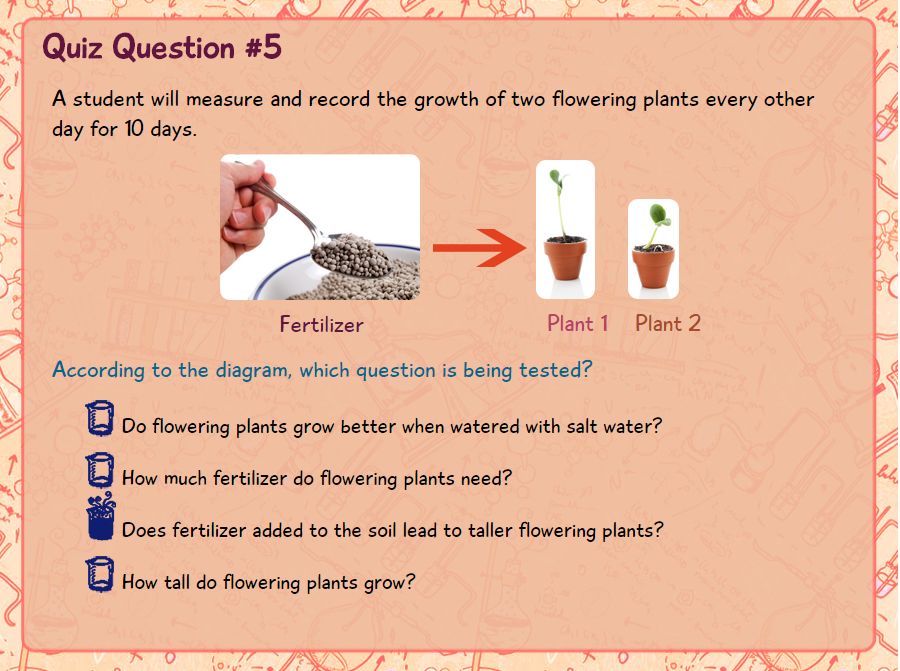 Quiz Question #5
A student will measure and record the growth of two flowering plants every other
day for 10 days.
Fertilizer
Plant 1
Plant 2
According to the diagram, which question is being tested?
Do flowering plants grow better when watered with salt water?
How much fertilizer do flowering plants need?
Does fertilizer added to the soil lead to taller flowering plants?
How tall do flowering plants grow?